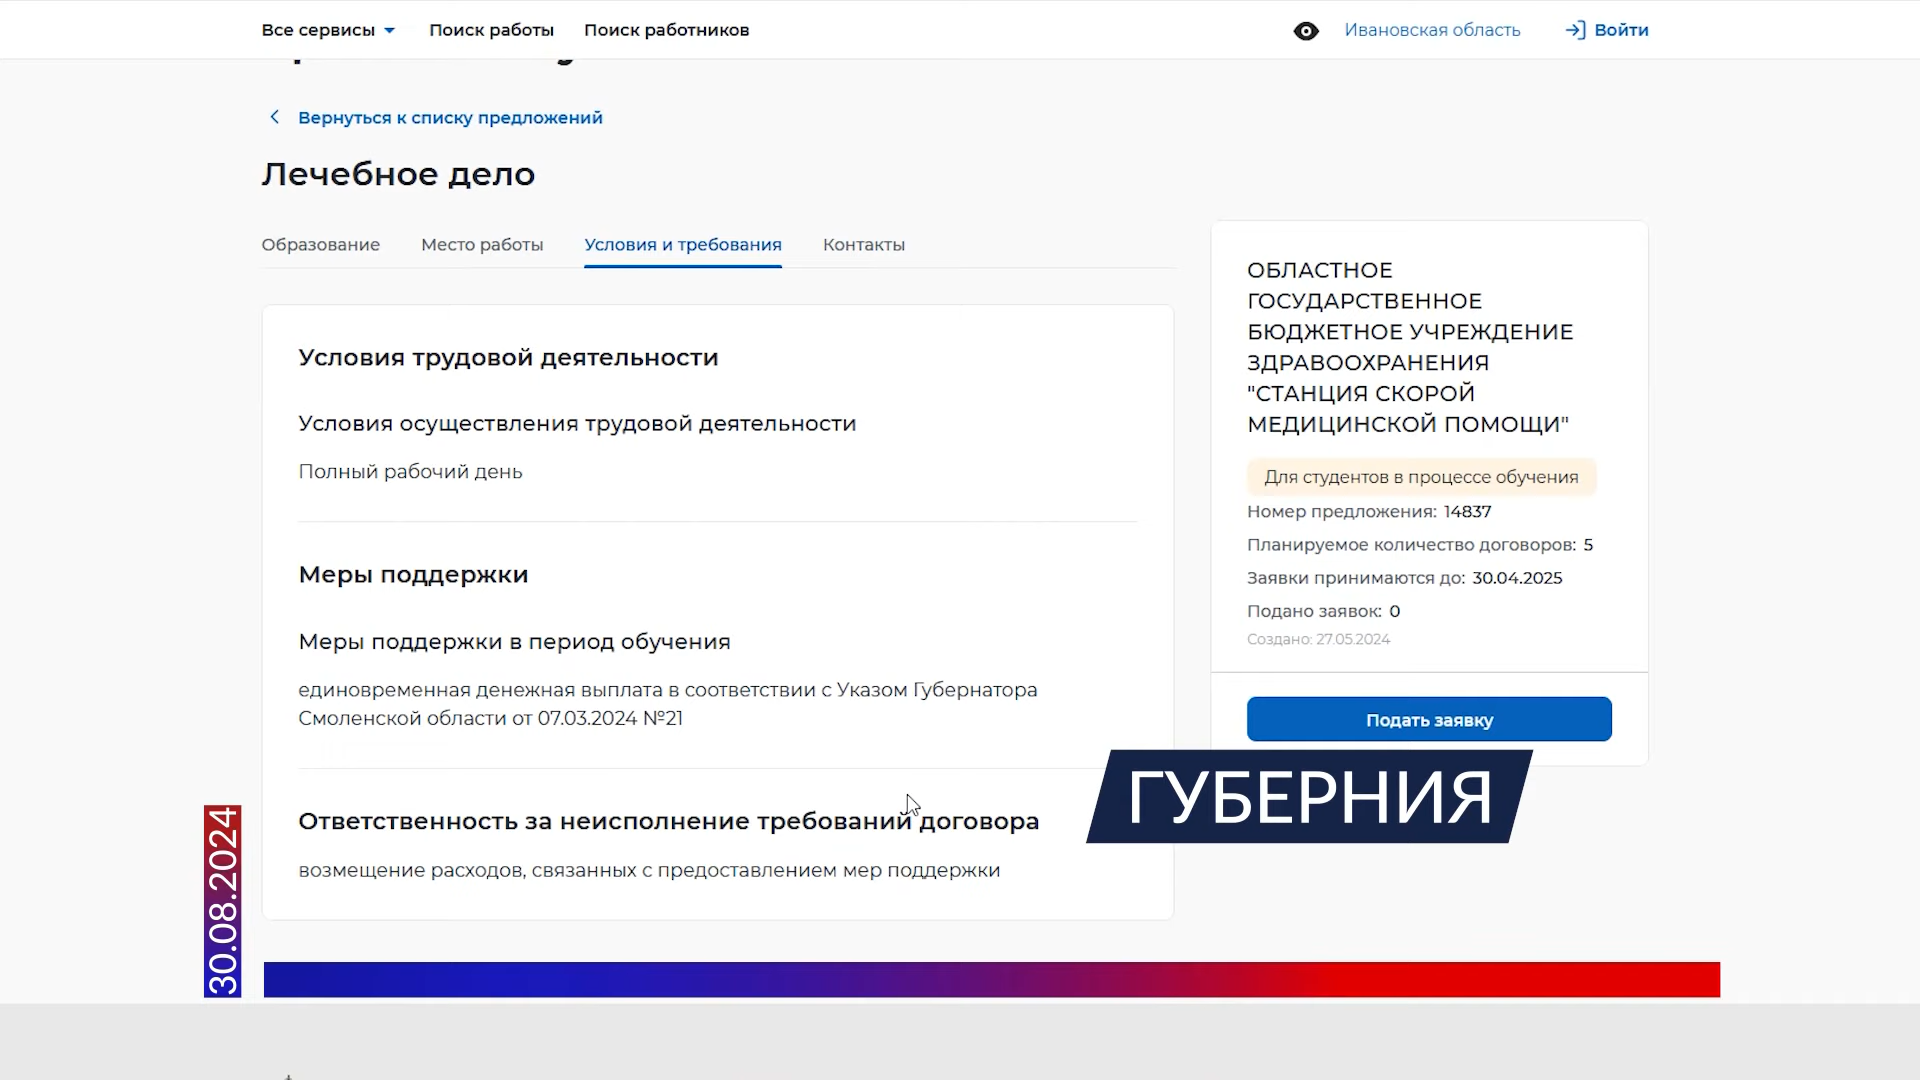 Все сервисы
Поиск работы
Поиск работников
Ивановская область
Войти
Вернуться к списку предложений
Лечебное дело
Образование
Место работы
Условия и требования
Контакты
Условия трудовой деятельности
Условия осуществления трудовой деятельности
Полный рабочий день
Меры поддержки
Меры поддержки в период обучения
единовременная денежная выплата в соответствии с Указом Губернатора
Смоленской области от 07.03.2024 №21
Ответственность за неисполнение требований договора
возмещение расходов, связанных с предоставлением мер поддержки
ОБЛАСТНОЕ
ГОСУДАРСТВЕННОЕ
БЮДЖЕТНОЕ УЧРЕЖДЕНИЕ
ЗДРАВООХРАНЕНИЯ
"СТАНЦИЯ СКОРОЙ
МЕДИЦИНСКОЙ ПОМОЩИ"
Для студентов в процессе обучения
Номер предложения: 14837
Планируемое количество договоров: 5
Заявки принимаются до: 30.04.2025
Подано заявок: 0
Создано: 27.05.2024
Подать заявку
ГУБЕРНИЯ
30.08.2024